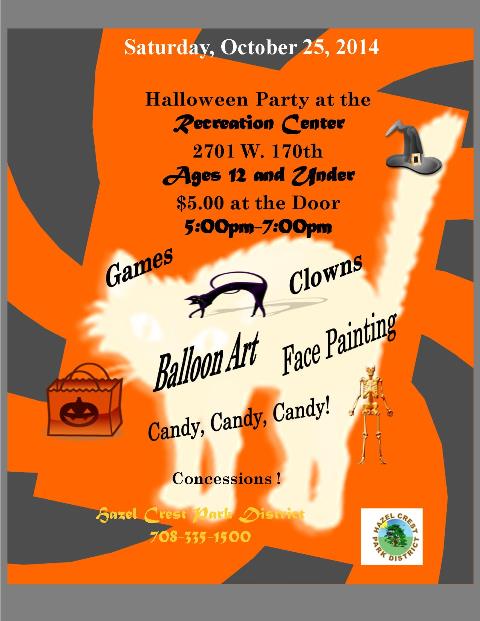 Saturday, October 25, 2014
Halloween Party at the
Recreation Center
2701 W. 170th
Ages 12 and Under
$5.00 at the Door
5:00pm-7:00pm
Games
Clowns
Balloon Art
Face Painting
Candy, Candy, Candy!
Concessions !
Hazel Crest Park District
708-335-1500
HAZEL CREST
PARK DISTRICT